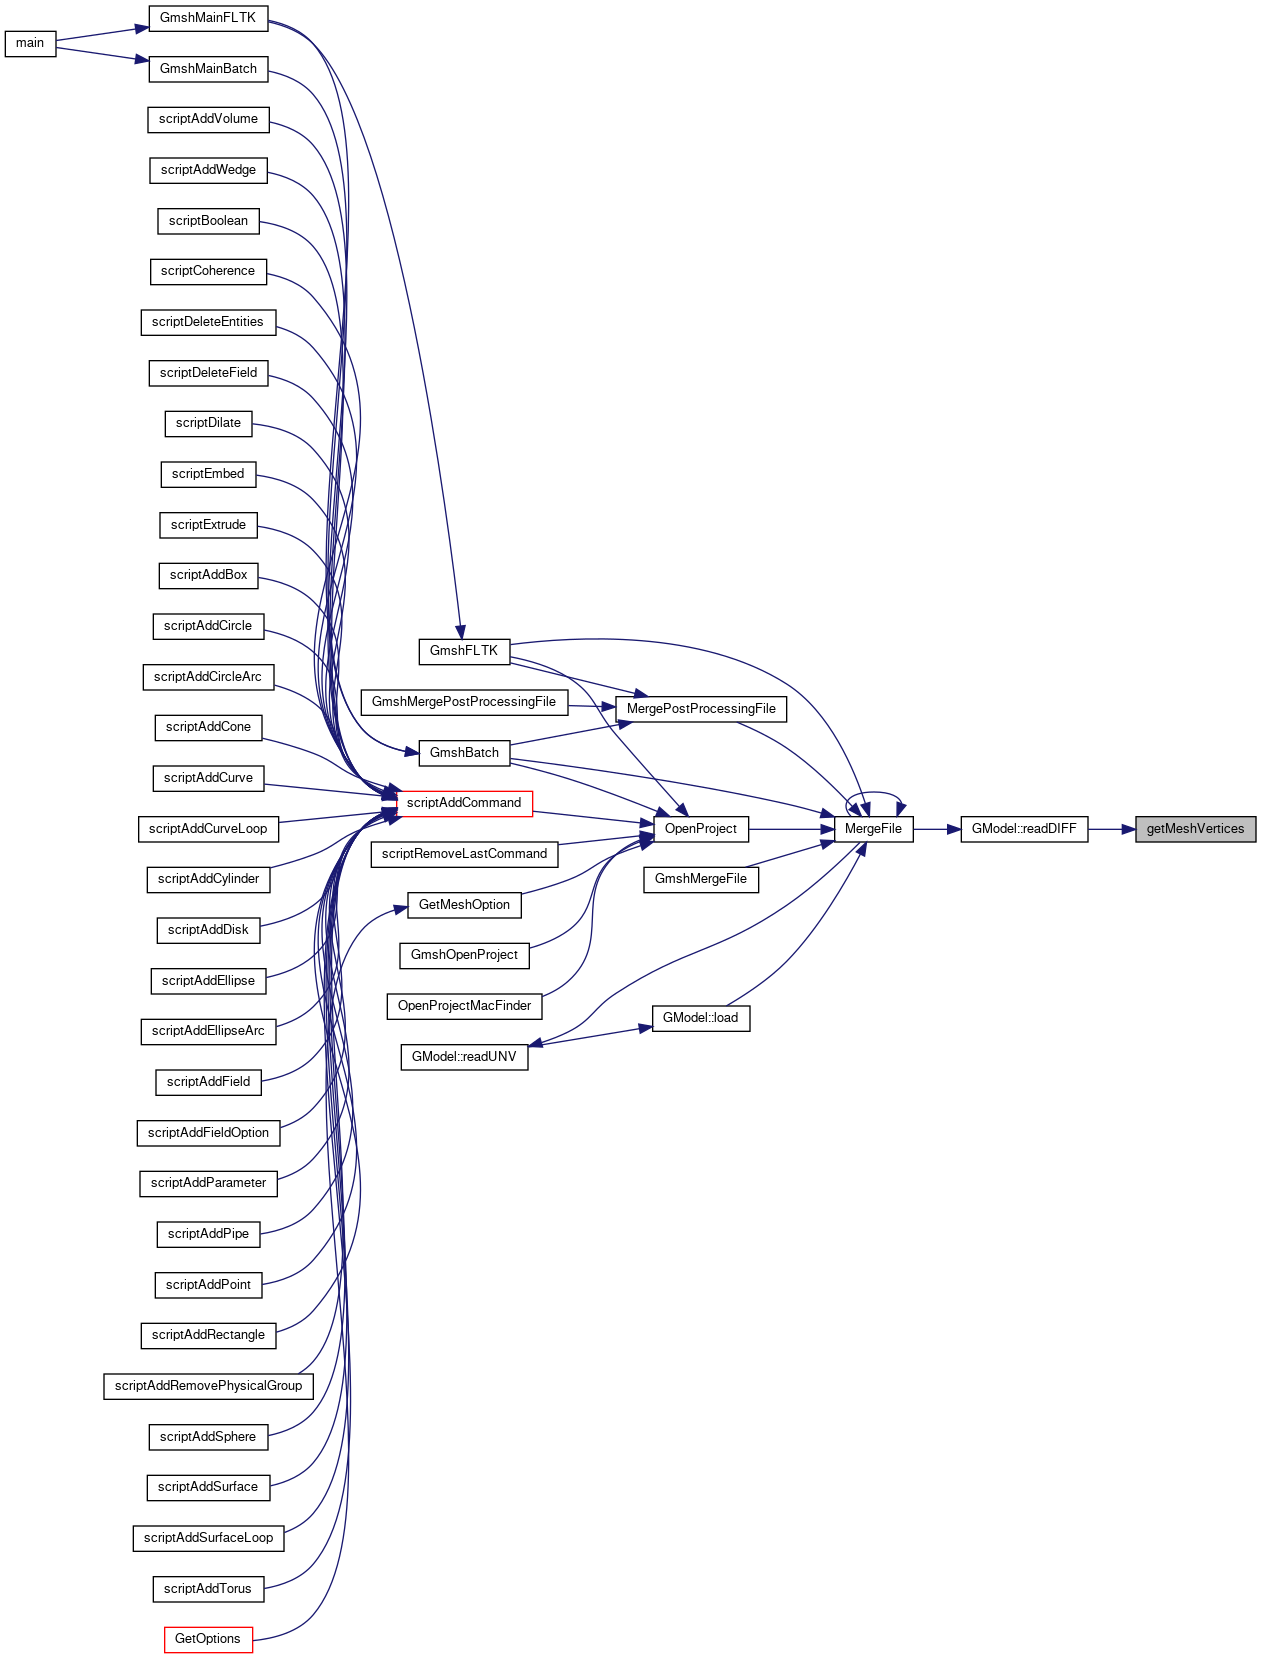 main
GmshMainFLTK
GmshMainBatch
scriptAddVolume
scriptAddWedge
scriptBoolean
scriptCoherence
scriptDeleteEntities
scriptDeleteField
scriptDilate
scriptEmbed
scriptExtrude
scriptAddBox
scriptAddCircle
scriptAddCircleArc
scriptAddCone
scriptAddCurve
scriptAddCurveLoop
scriptAddCylinder
scriptAddDisk
scriptAddEllipse
scriptAddEllipseArc
scriptAddField
scriptAddFieldOption
scriptAddParameter
scriptAddPipe
scriptAddPoint
scriptAddRectangle
scriptAddRemovePhysicalGroup
scriptAddSphere
scriptAddSurface
scriptAddSurfaceLoop
scriptAddTorus
GetOptions
GmshFLTK
GmshMergePostProcessingFile
GmshBatch
scriptAddCommand
scriptRemoveLastCommand
GetMeshOption
GmshOpenProject
OpenProjectMacFinder
GModel::readUNV
MergePostProcessingFile
OpenProject
GmshMergeFile
GModel::load
MergeFile
GModel::readDIFF
getMeshVertices